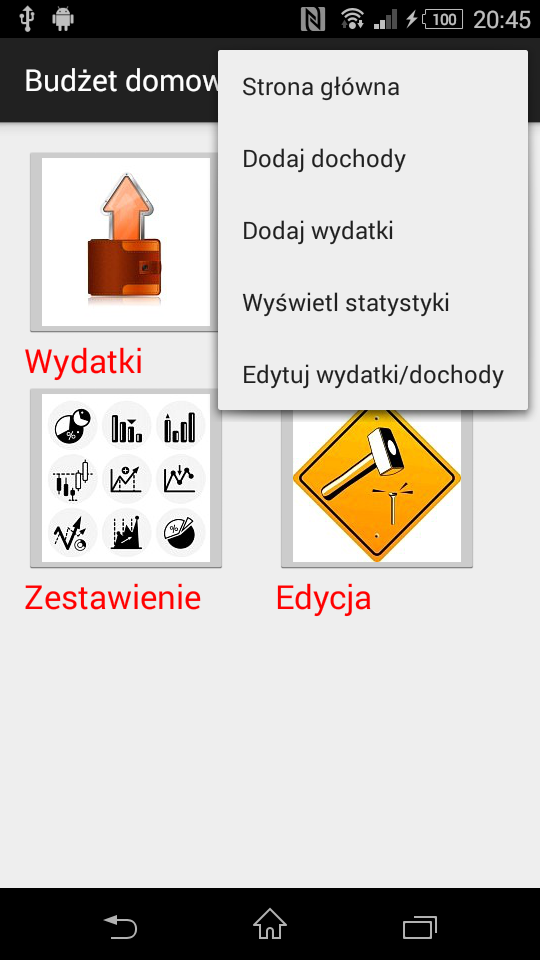 100 20:45
Budżet domow
Strona główna
Dodaj dochody
Dodaj wydatki
Wyświetl statystyki
Edytuj wydatki/dochody
Wydatki
%
%
Zestawienie
Edycja